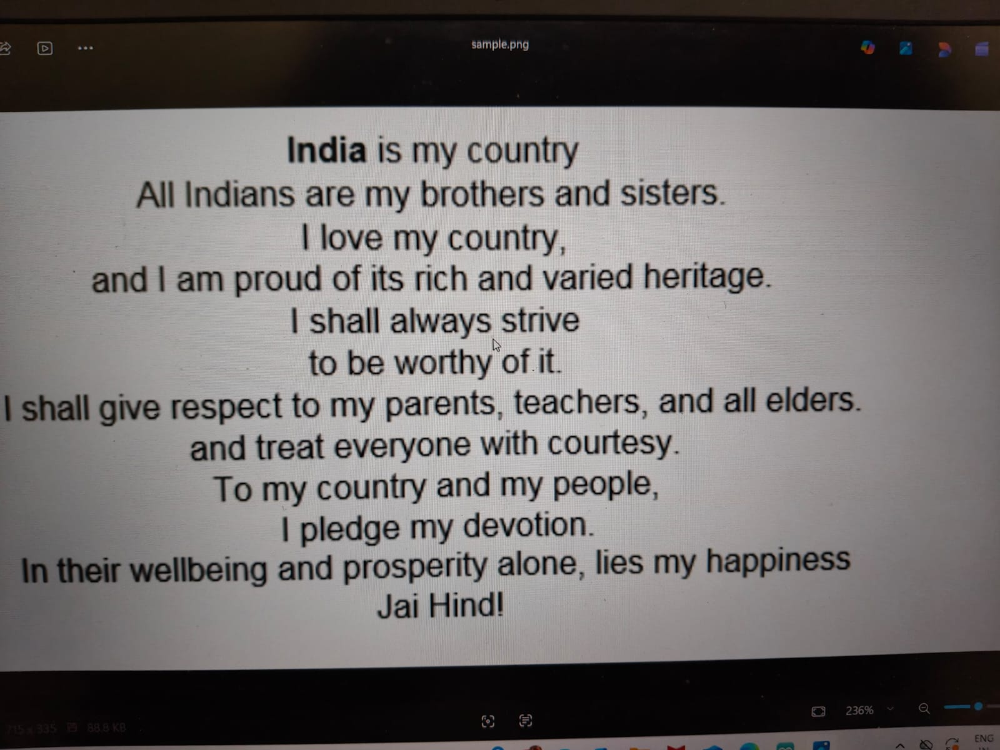 sample.png
India is my country
All Indians are my brothers and sisters.
I love my country,
and I am proud of its rich and varied heritage.
I shall always strive
to be worthy of it.
I shall give respect to my parents, teachers, and all elders.
and treat everyone with courtesy.
To my country and my people,
I pledge my devotion.
In their wellbeing and prosperity alone, lies my happiness
Jai Hind!
715 x 335 88.8 KB 236%
ENG